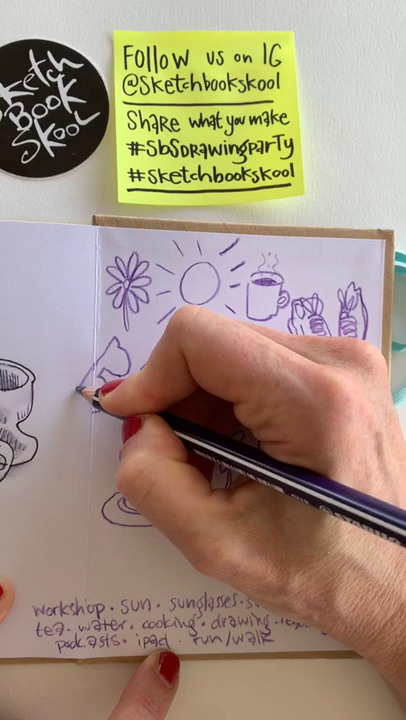 Sketch
Book
Skool
Follow us on IG
@Sketchbookskool
Share what you make
#SbSDrawingParty
#sketchbookskool
workshop · sun · sunglasses ·
tea · water · cooking · drawing ·
podcasts · ipad · run/walk